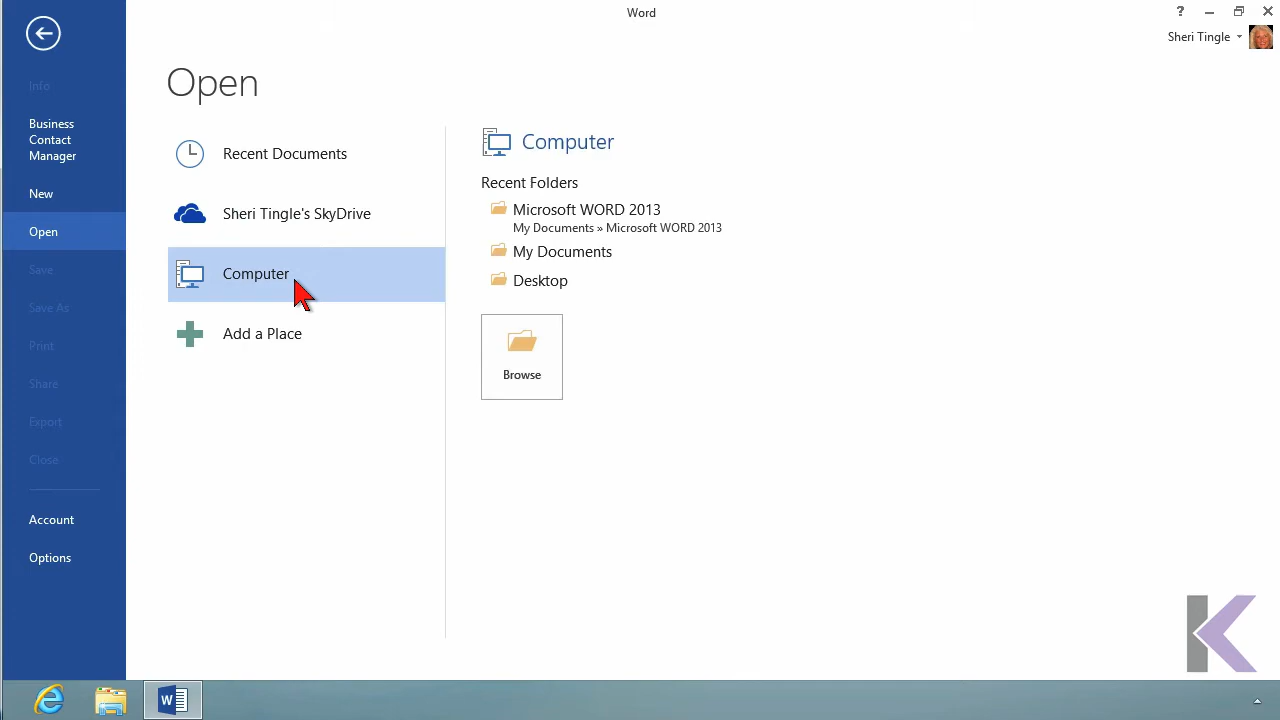 Word
?
Sheri Tingle
Info
Business
Contact
Manager
New
Open
Save
Save As
Print
Share
Export
Close
Account
Options
Open
Recent Documents
Sheri Tingle's SkyDrive
Computer
Add a Place
Computer
Recent Folders
Microsoft WORD 2013
My Documents » Microsoft WORD 2013
My Documents
Desktop
Browse
K